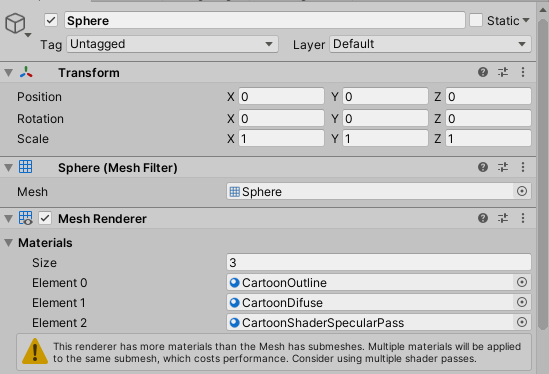 Sphere
Static
Tag Untagged Layer Default
Transform
Position X 0 Y 0 Z 0
Rotation X 0 Y 0 Z 0
Scale X 1 Y 1 Z 1
Sphere (Mesh Filter)
Mesh Sphere
Mesh Renderer
Materials
Size 3
Element 0 CartoonOutline
Element 1 CartoonDifuse
Element 2 CartoonShaderSpecularPass
This renderer has more materials than the Mesh has submeshes. Multiple materials will be applied
to the same submesh, which costs performance. Consider using multiple shader passes.